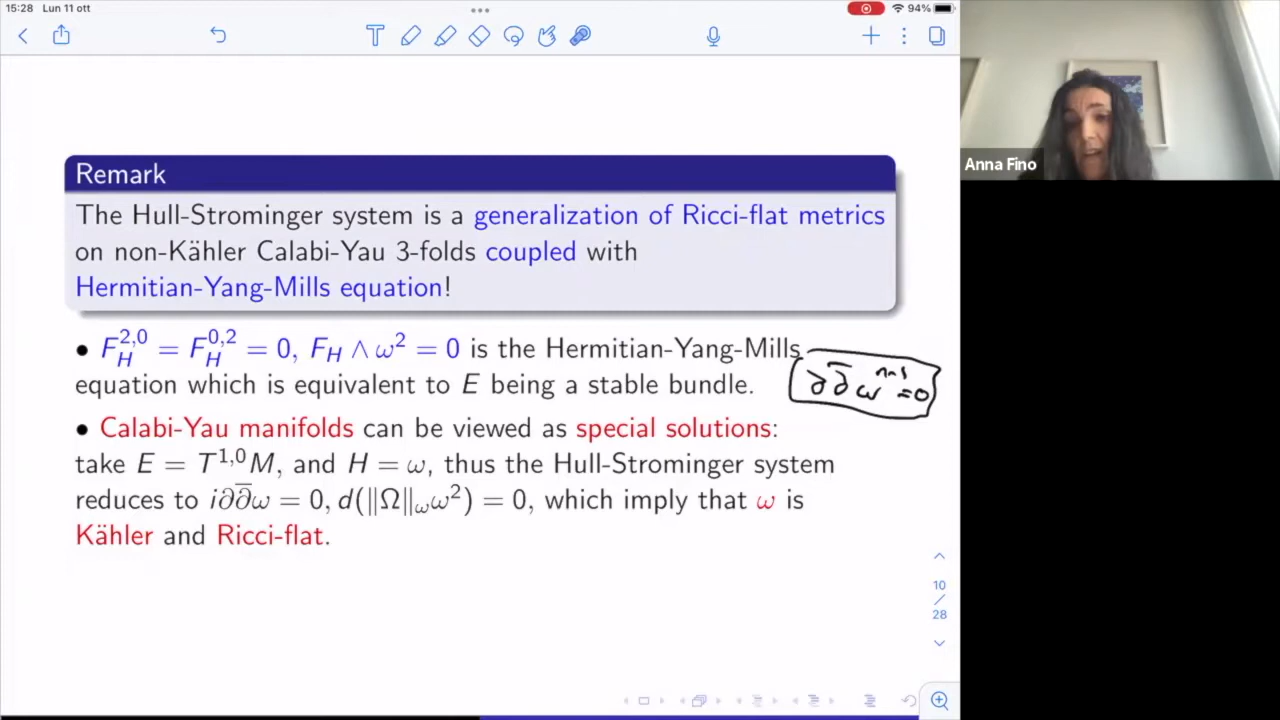 15:28 Lun 11 ott
94%
Anna Fino
Remark
The Hull-Strominger system is a generalization of Ricci-flat metrics
on non-Kähler Calabi-Yau 3-folds coupled with
Hermitian-Yang-Mills equation!
• F_H^{2,0} = F_H^{0,2} = 0, F_H ∧ ω^2 = 0 is the Hermitian-Yang-Mills
equation which is equivalent to E being a stable bundle.
∂∂̅ω^{n-1} = 0
• Calabi-Yau manifolds can be viewed as special solutions:
take E = T^{1,0}M, and H = ω, thus the Hull-Strominger system
reduces to i∂∂̅ω = 0, d(‖Ω‖_ω ω^2) = 0, which imply that ω is
Kähler and Ricci-flat.
10
/
28